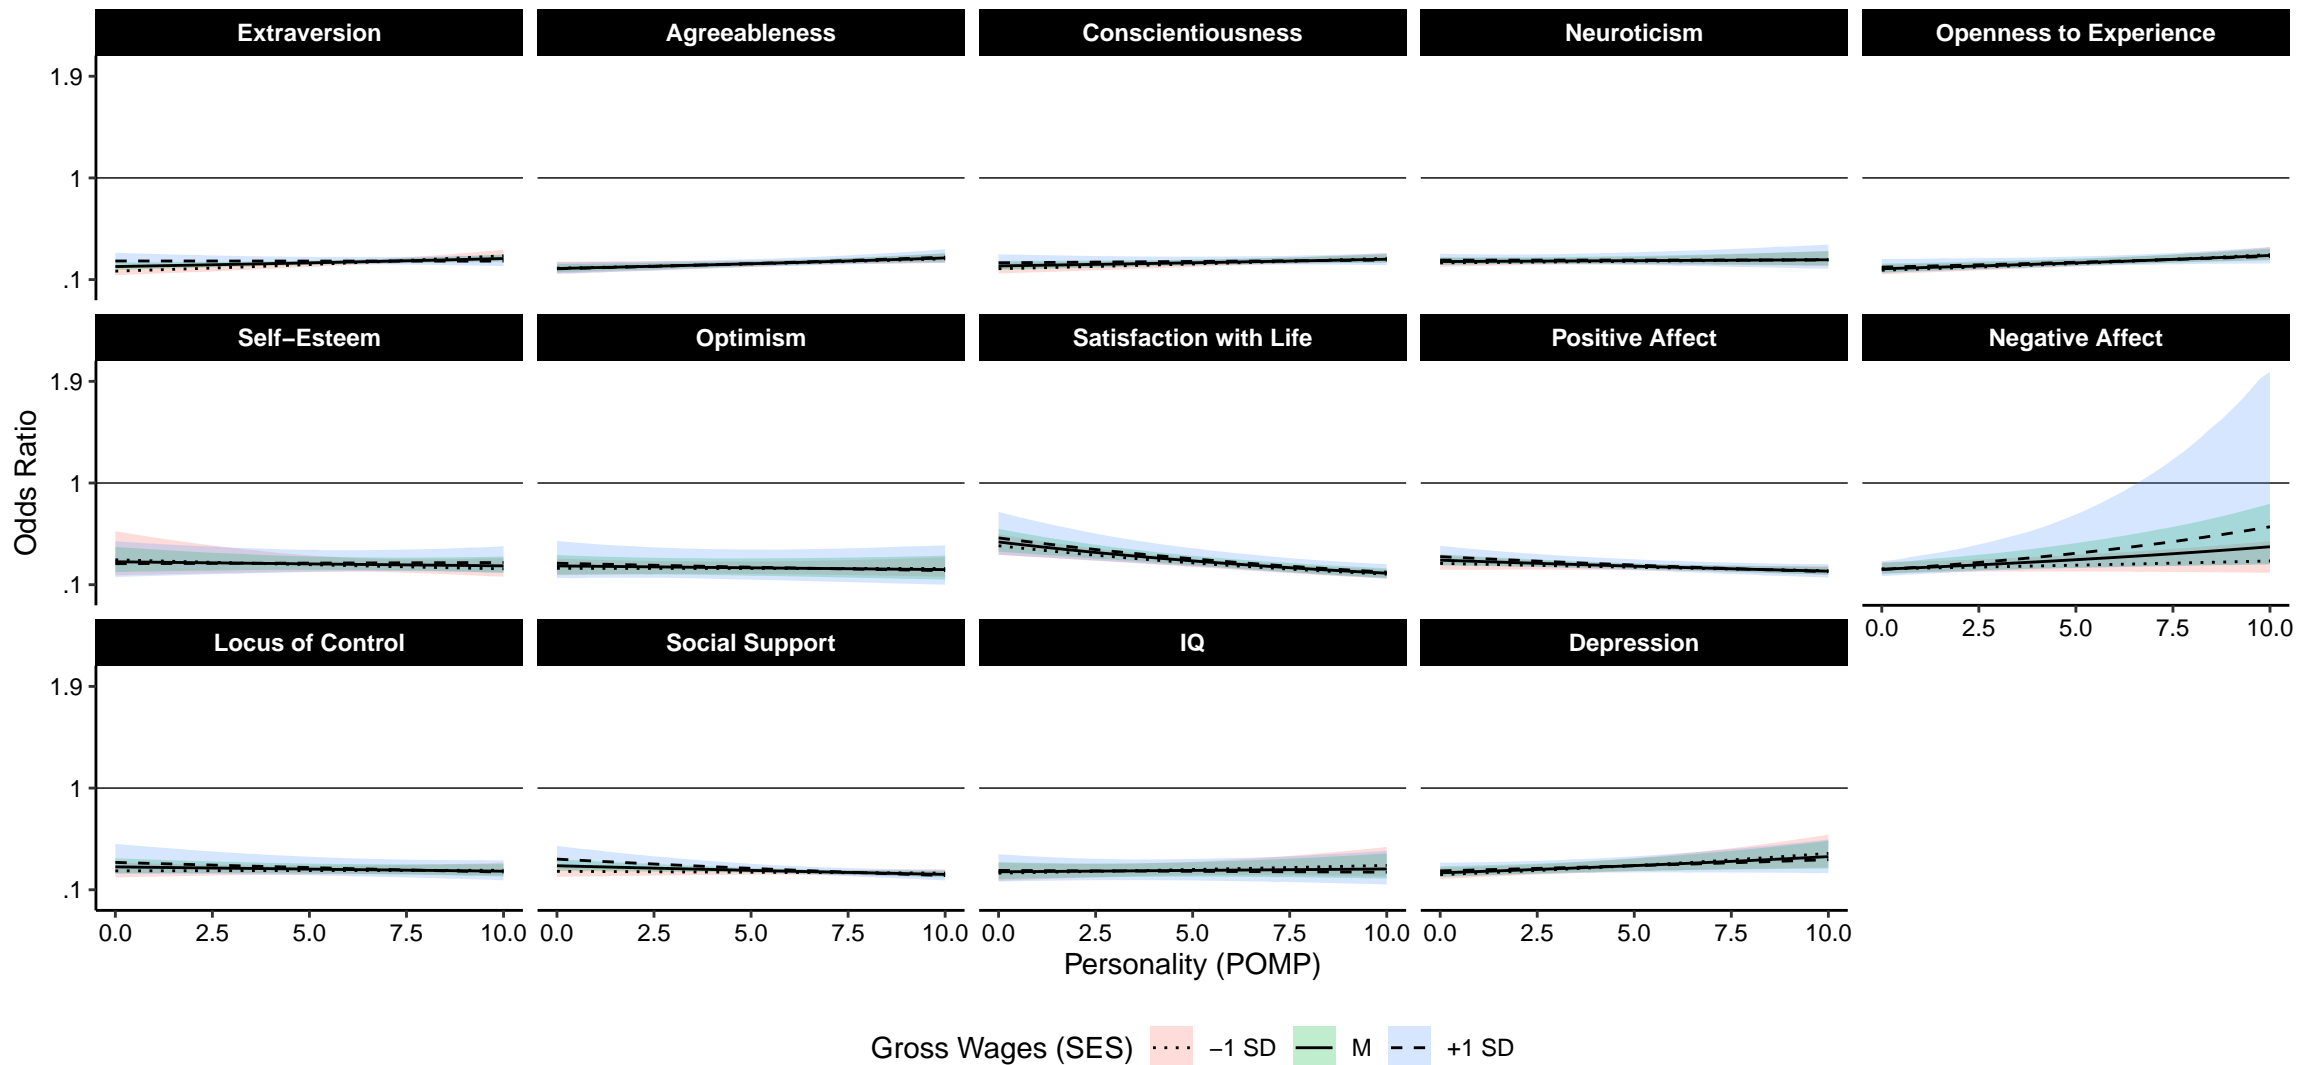 Extraversion
Agreeableness
Conscientiousness
Neuroticism
Openness to Experience
1.9
1
.1
Self−Esteem
Optimism
Satisfaction with Life
Positive Affect
Negative Affect
1.9
1
.1
0.0 2.5 5.0 7.5 10.0
Locus of Control
Social Support
IQ
Depression
1.9
1
.1
0.0 2.5 5.0 7.5 10.0
0.0 2.5 5.0 7.5 10.0
0.0 2.5 5.0 7.5 10.0
0.0 2.5 5.0 7.5 10.0
Odds Ratio
Personality (POMP)
Gross Wages (SES) −1 SD M +1 SD